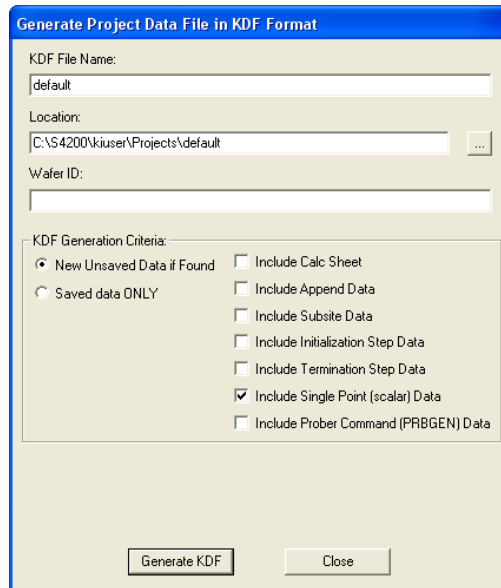 Generate Project Data File in KDF Format
KDF File Name:
default
Location:
C:\S4200\kiuser\Projects\default
...
Wafer ID:
KDF Generation Criteria:
New Unsaved Data if Found
Saved data ONLY
Include Calc Sheet
Include Append Data
Include Subsite Data
Include Initialization Step Data
Include Termination Step Data
Include Single Point (scalar) Data
Include Prober Command (PRBGEN) Data
Generate KDF
Close